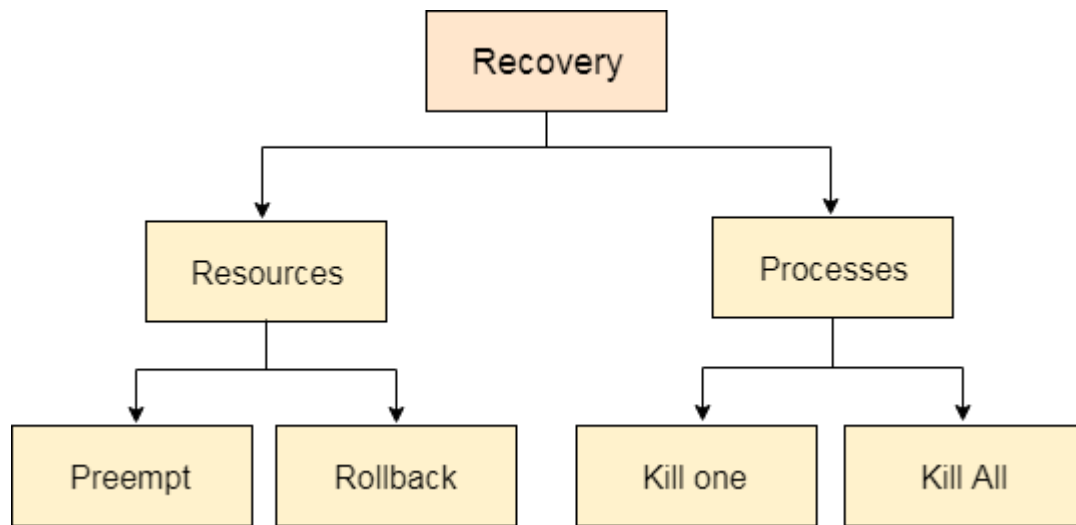 Recovery
Resources
Processes
Preempt
Rollback
Kill one
Kill All